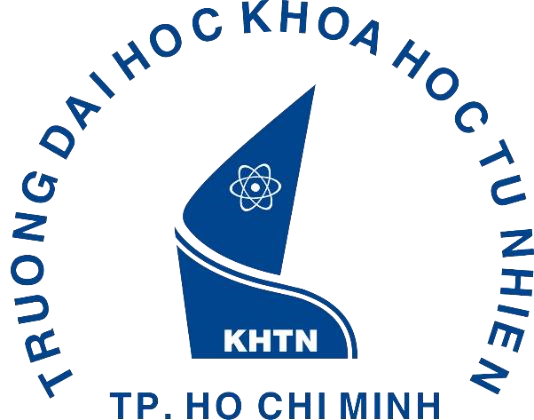 TRUONG DAI HOC KHOA HOC TU NHIEN
KHTN
TP. HO CHI MINH